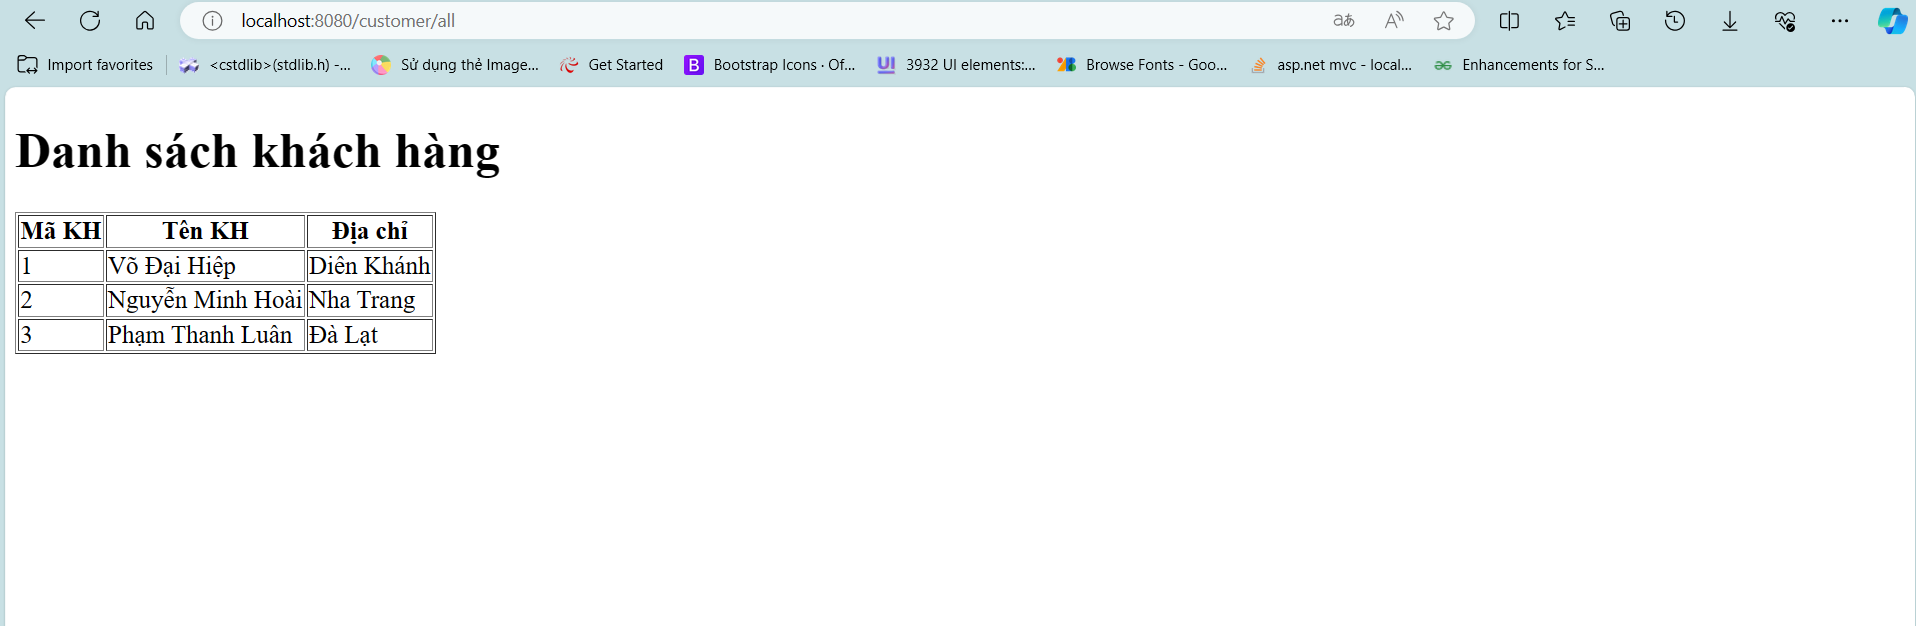 localhost:8080/customer/all
Import favorites <cstdlib>(stdlib.h) -... Sử dụng thẻ Image... Get Started Bootstrap Icons · Of... 3932 UI elements:... Browse Fonts - Goo... asp.net mvc - local... Enhancements for S...
Danh sách khách hàng
Mã KH Tên KH Địa chỉ
1 Võ Đại Hiệp Diên Khánh
2 Nguyễn Minh Hoài Nha Trang
3 Phạm Thanh Luân Đà Lạt